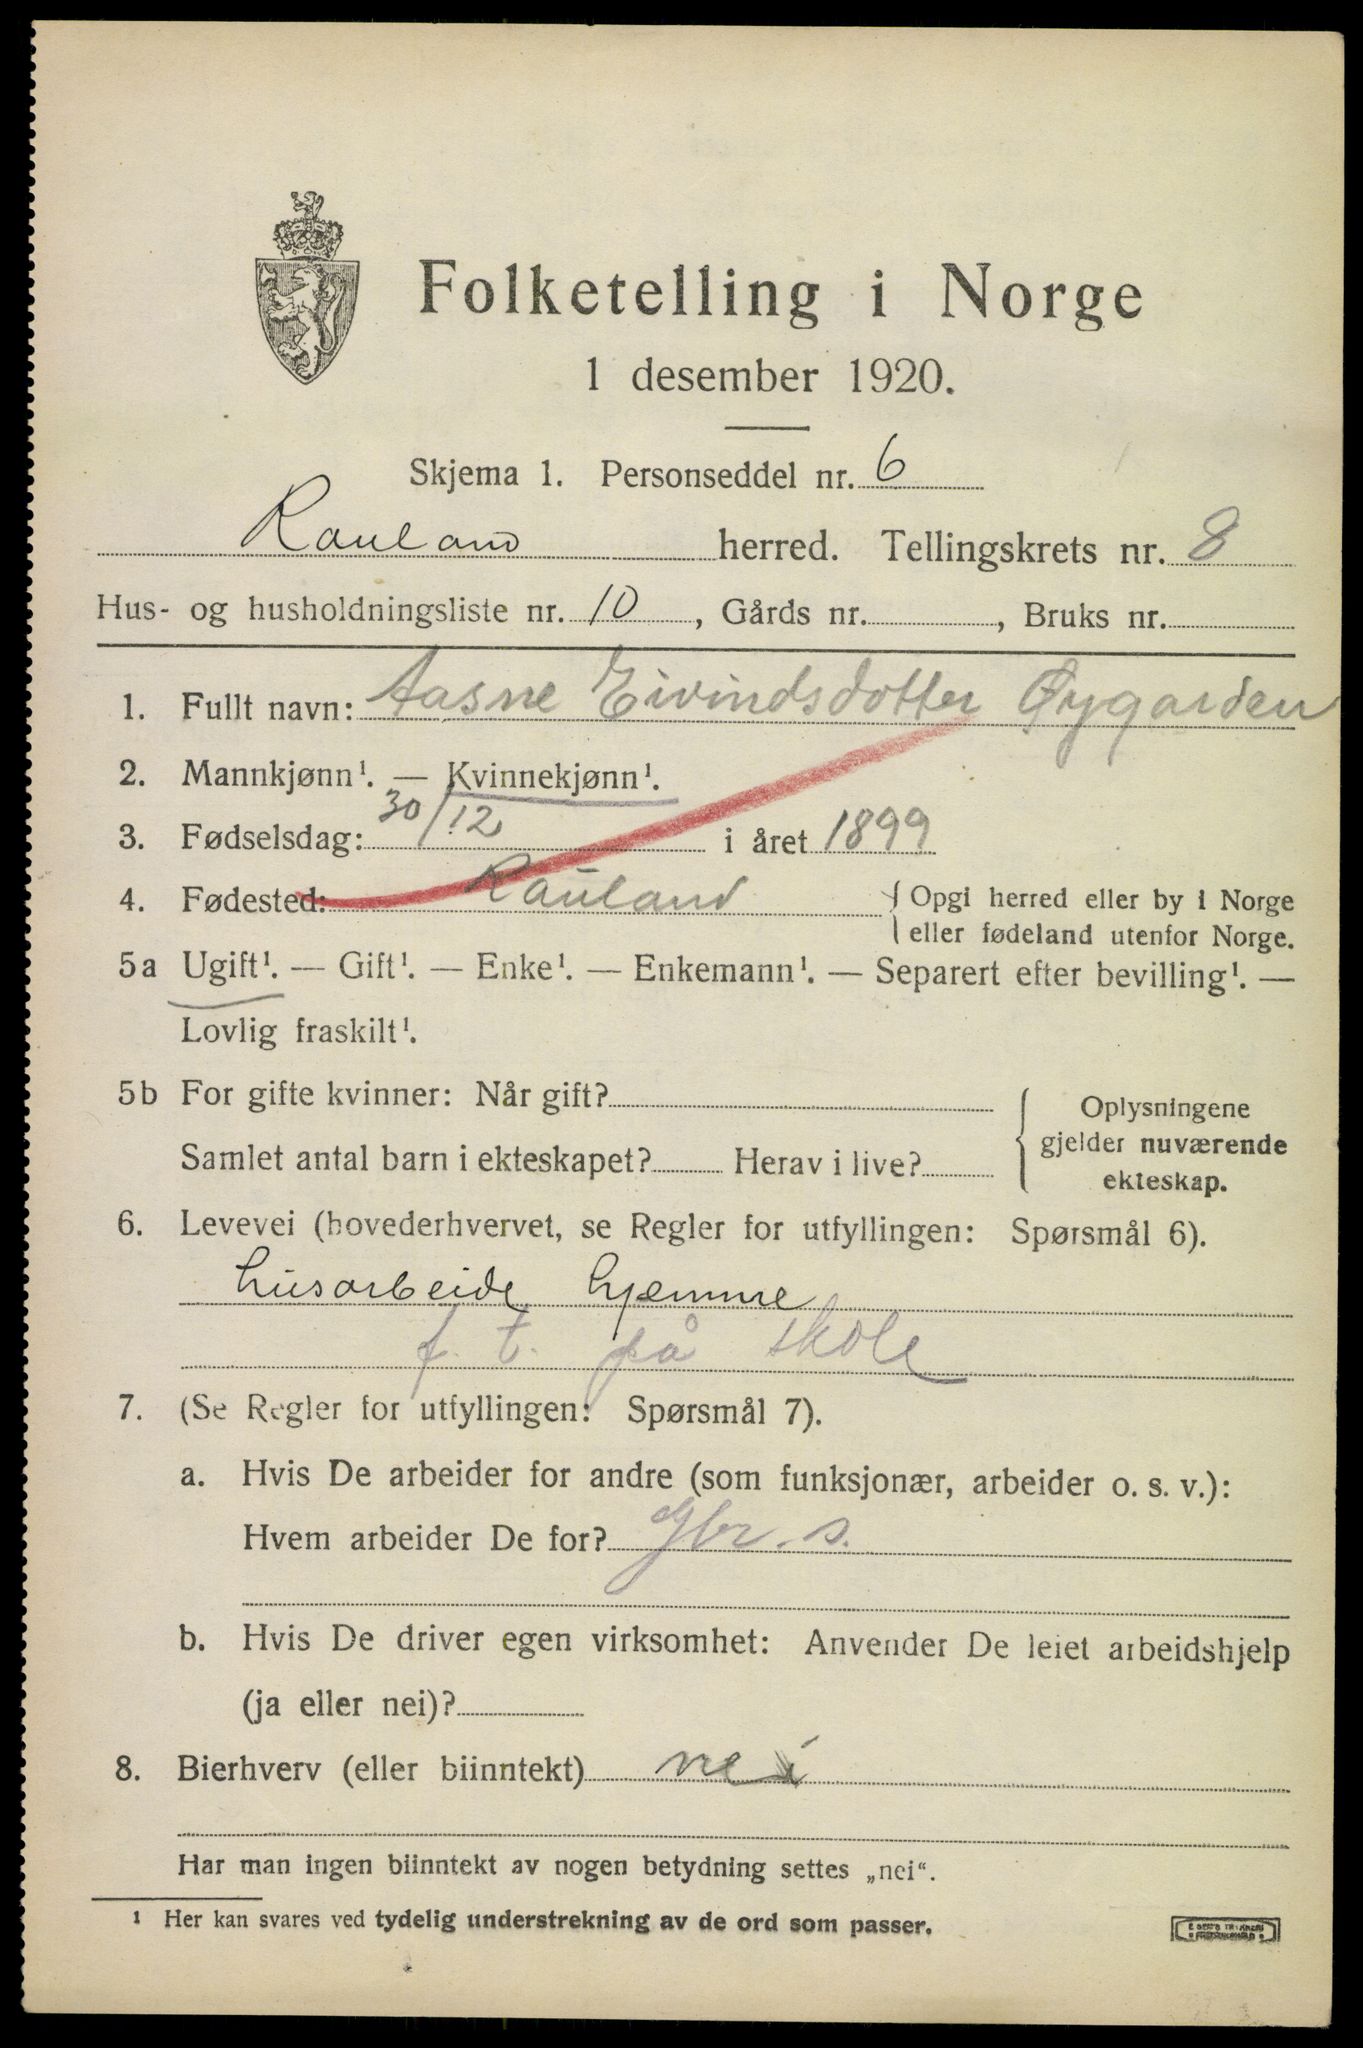 Folketelling i Norge
1 desember 1920.
Skjema 1. Personseddel nr. 6
Rauland herred. Tellingskrets nr. 8
Hus- og husholdningsliste nr. 10, Gårds nr. , Bruks nr.
1. Fullt navn: Aasne Eivindsdotter Øygarden
2. Mannkjønn¹. — Kvinnekjønn¹.
3. Fødselsdag: 30/12 i året 1899
4. Fødested: Rauland { Opgi herred eller by i Norge
eller fødeland utenfor Norge.
5a Ugift¹. — Gift¹. — Enke¹. — Enkemann¹. — Separert efter bevilling¹. —
Lovlig fraskilt¹.
5b For gifte kvinner: Når gift?
Samlet antal barn i ekteskapet? Herav i live?
Oplysningene
gjelder nuværende
ekteskap.
6. Levevei (hovederhvervet, se Regler for utfyllingen: Spørsmål 6).
husarbeide hjemme
f. t. på skole
7. (Se Regler for utfyllingen: Spørsmål 7).
a. Hvis De arbeider for andre (som funksjonær, arbeider o. s. v.):
Hvem arbeider De for? Gbr. s.
b. Hvis De driver egen virksomhet: Anvender De leiet arbeidshjelp
(ja eller nei)?
8. Bierhverv (eller biinntekt) nei
Har man ingen biinntekt av nogen betydning settes „nei“.
¹ Her kan svares ved tydelig understrekning av de ord som passer.